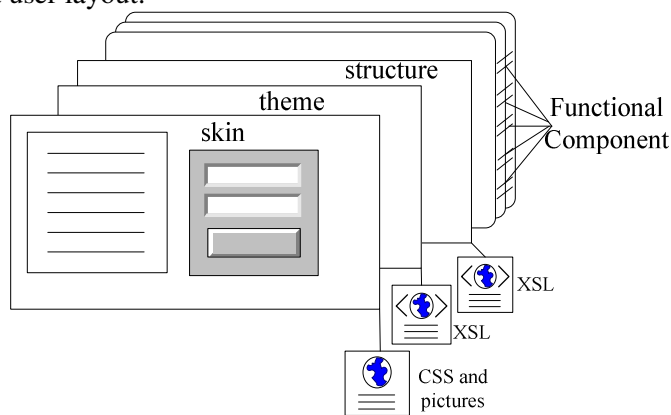 user layout.
structure
theme
skin
Functional
Component
XSL
XSL
CSS and
pictures